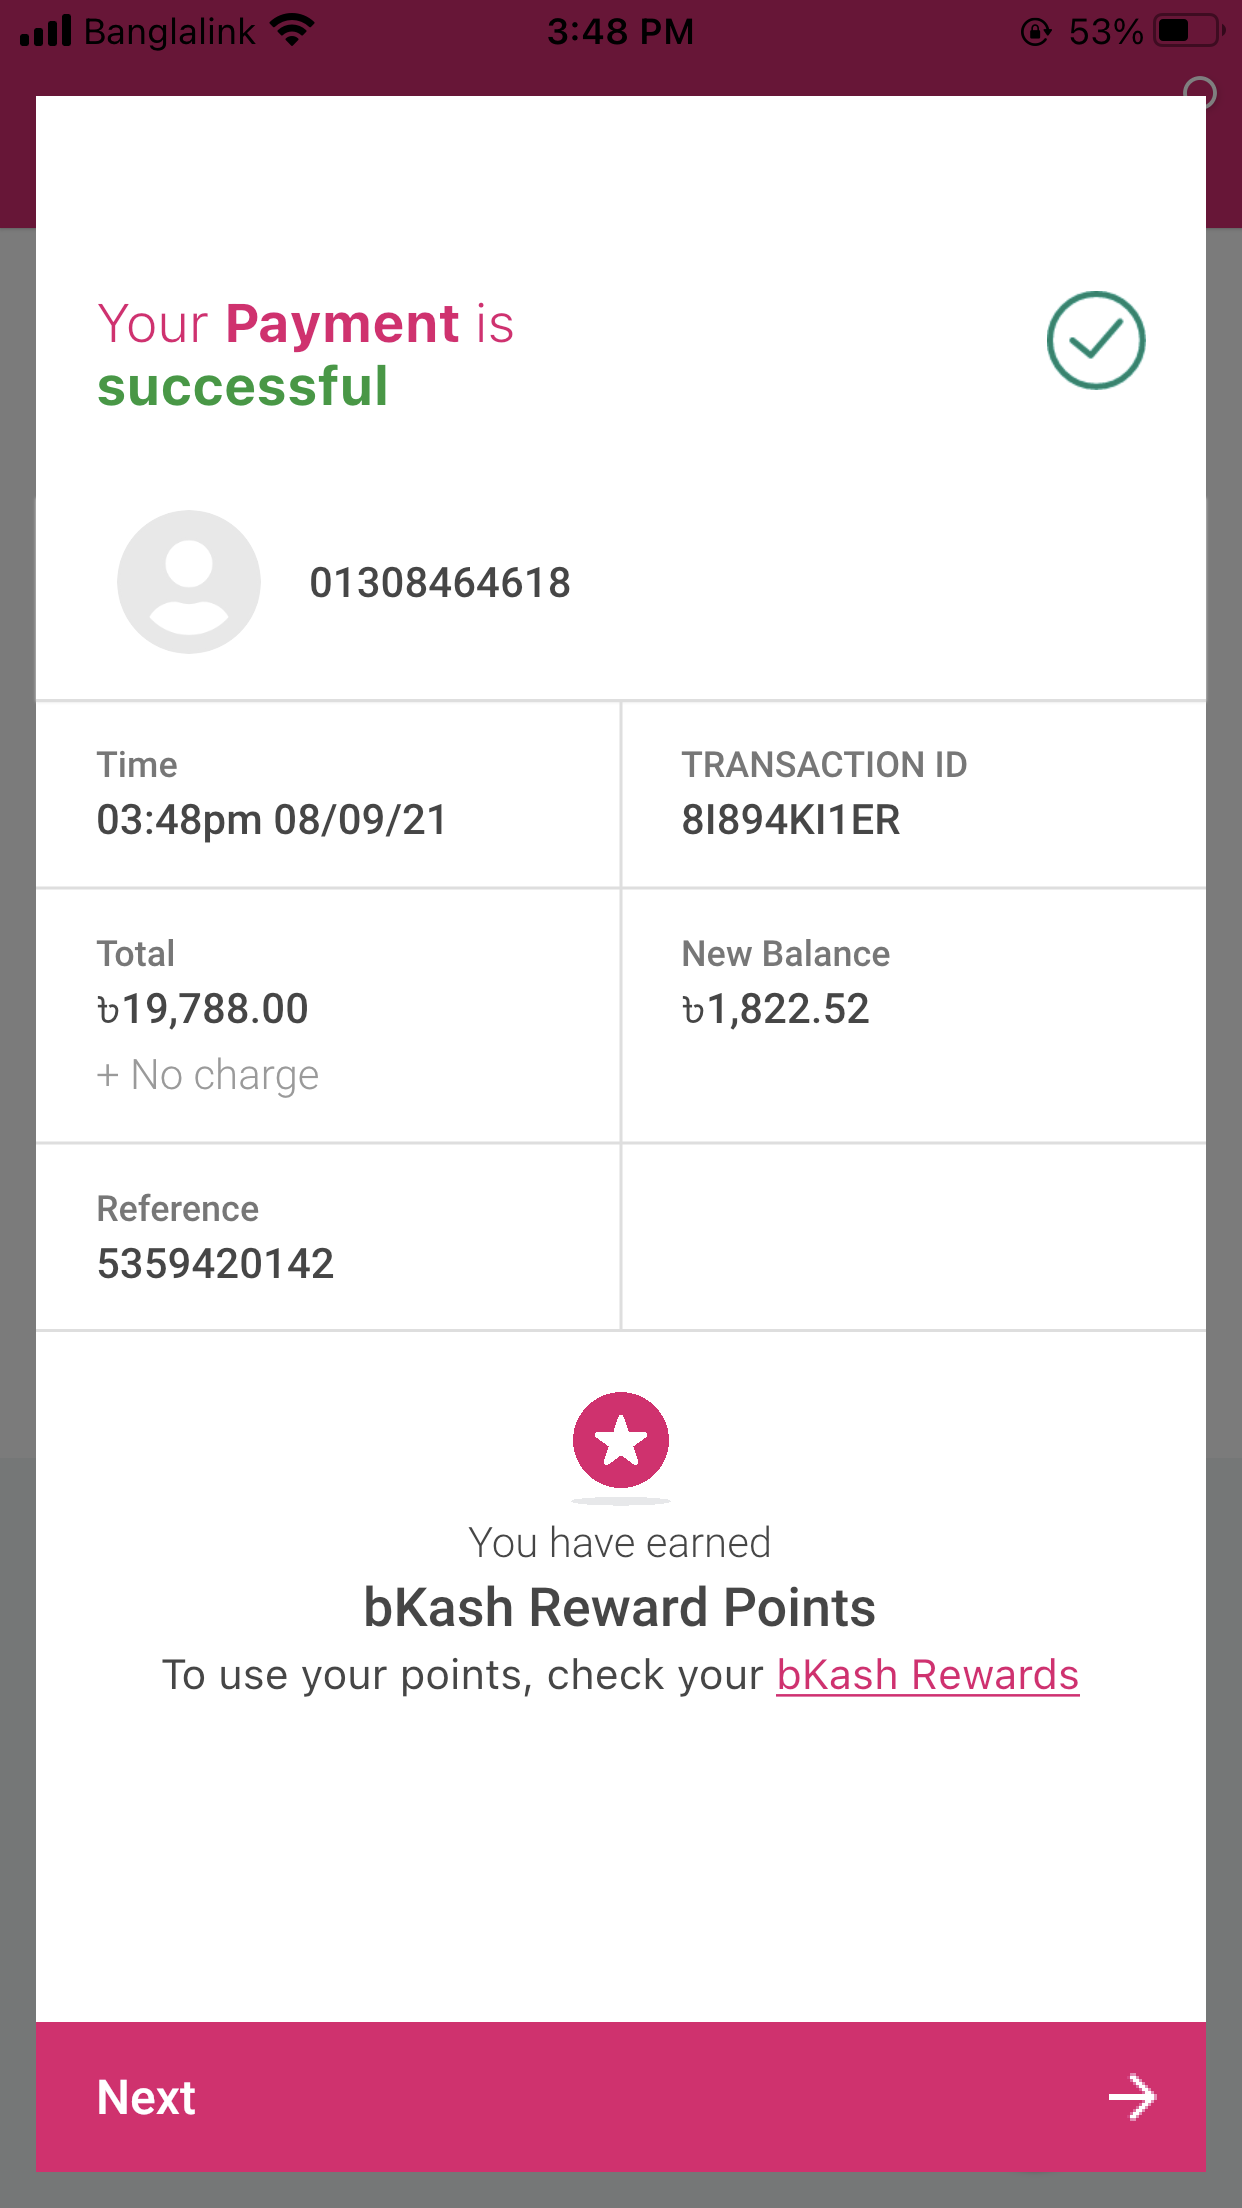 Banglalink 3:48 PM 53%
Your Payment is
successful
01308464618
Time
03:48pm 08/09/21
TRANSACTION ID
8I894KI1ER
Total
৳19,788.00
+ No charge
New Balance
৳1,822.52
Reference
5359420142
You have earned
bKash Reward Points
To use your points, check your bKash Rewards
Next